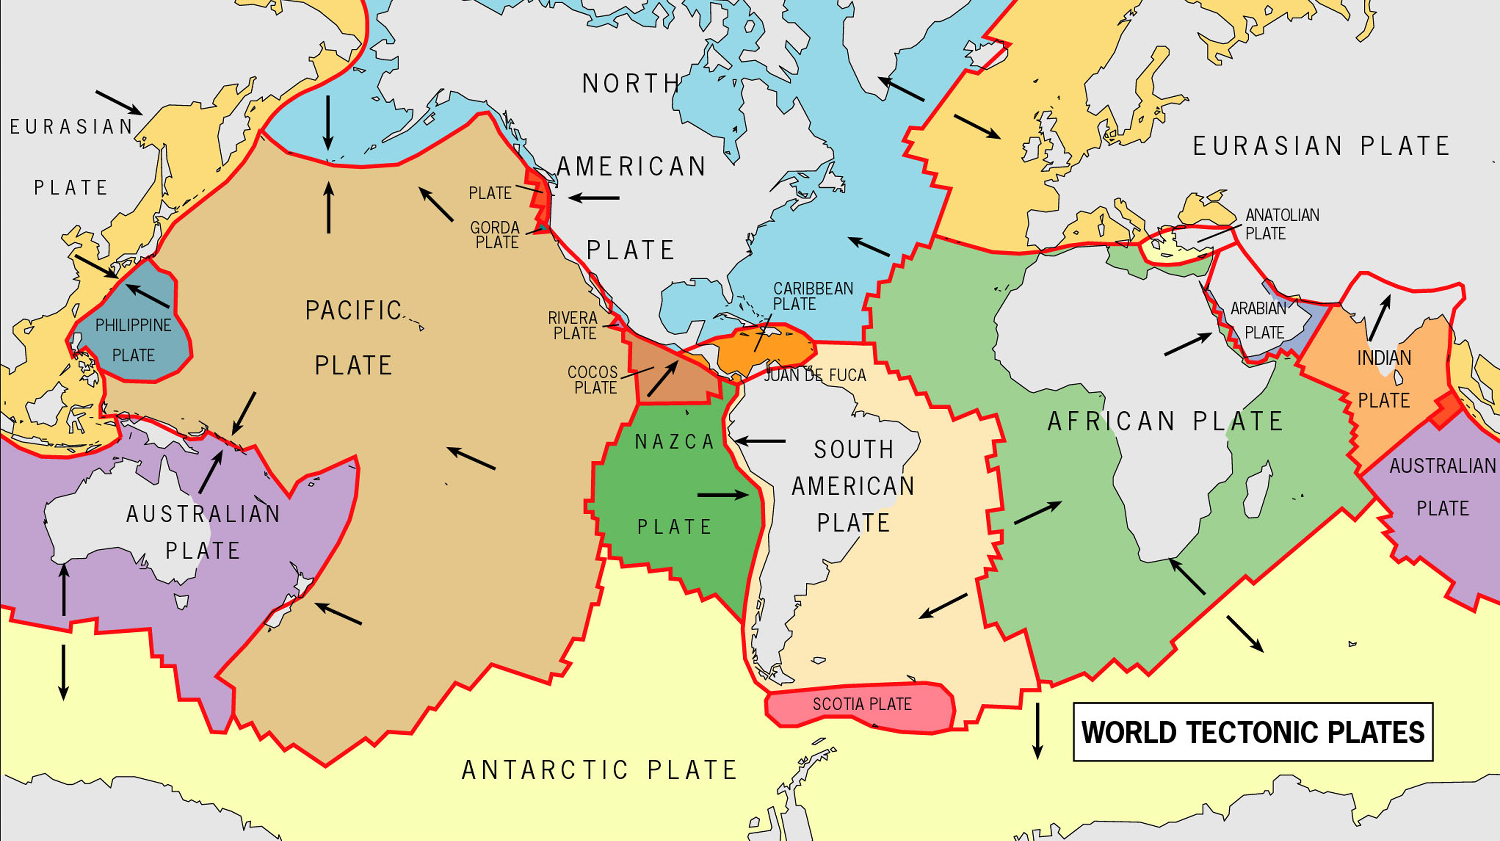 NORTH
AMERICAN
PLATE
EURASIAN
PLATE
EURASIAN PLATE
PLATE
GORDA
PLATE
ANATOLIAN
PLATE
CARIBBEAN
PLATE
PACIFIC
PLATE
PHILIPPINE
PLATE
RIVERA
PLATE
ARABIAN
PLATE
INDIAN
PLATE
COCOS
PLATE
JUAN DE FUCA
AFRICAN PLATE
NAZCA
PLATE
SOUTH
AMERICAN
PLATE
AUSTRALIAN
PLATE
AUSTRALIAN
PLATE
SCOTIA PLATE
WORLD TECTONIC PLATES
ANTARCTIC PLATE